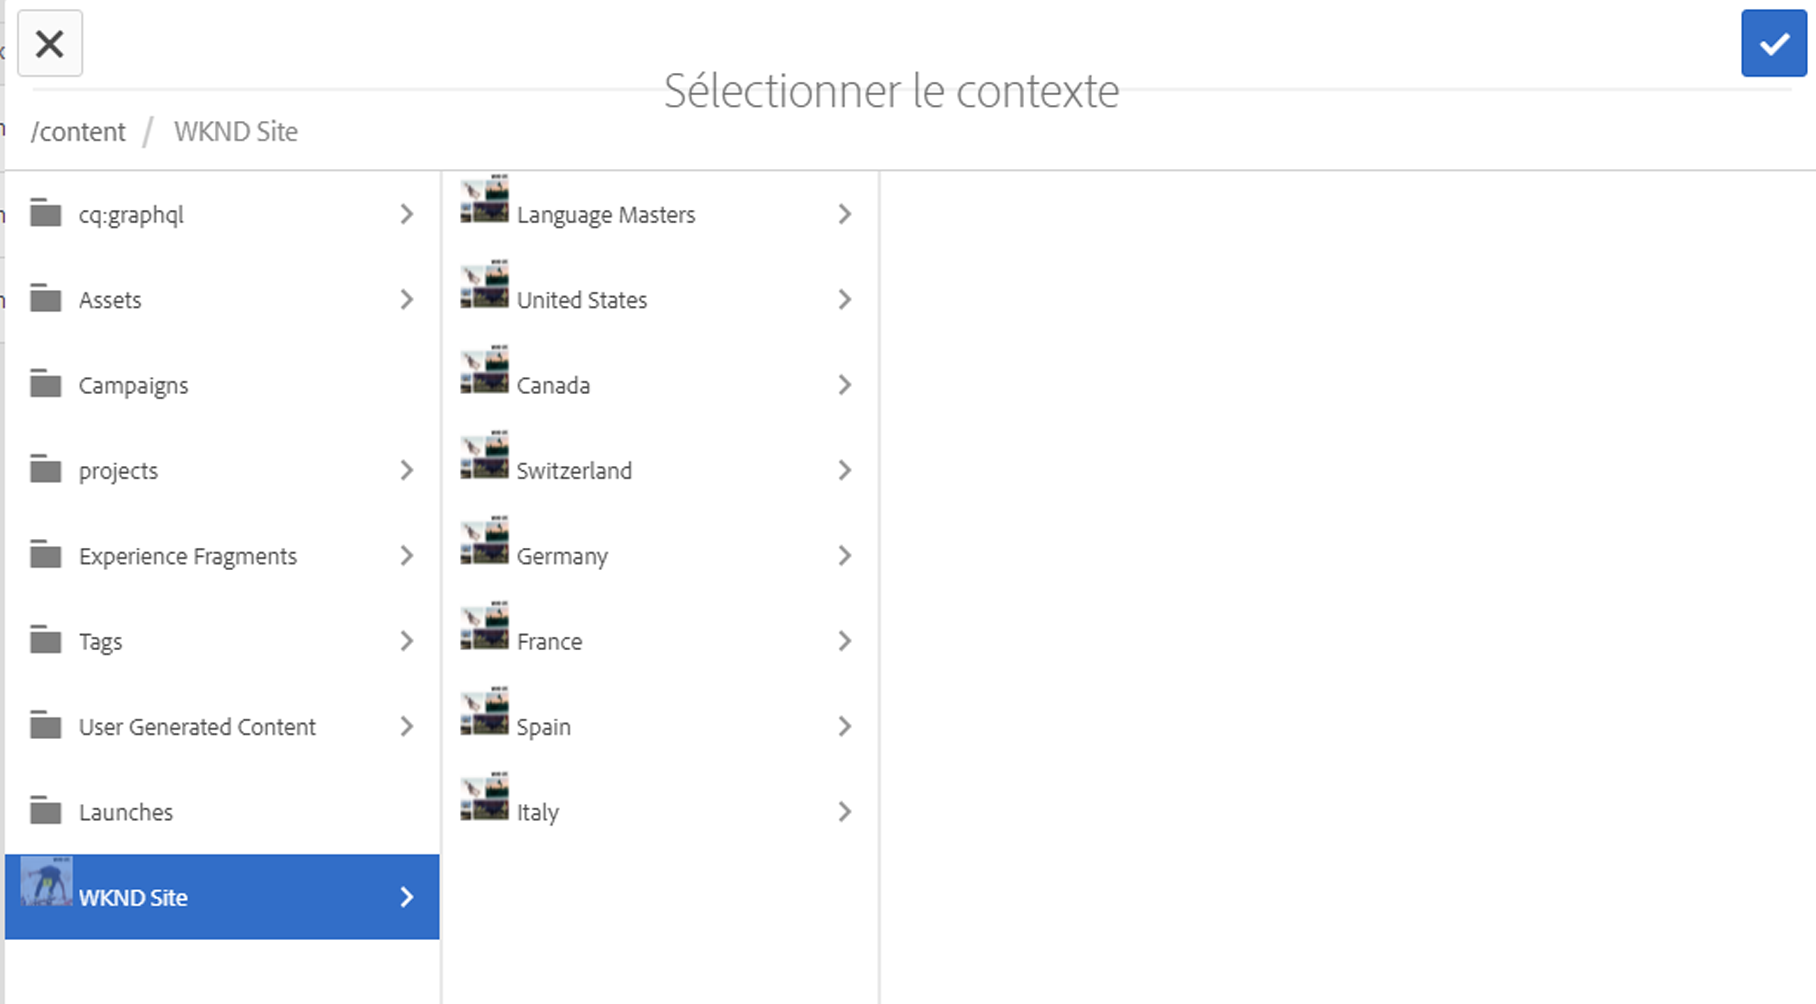 Sélectionner le contexte
/content / WKND Site
cq:graphql
Assets
Campaigns
projects
Experience Fragments
Tags
User Generated Content
Launches
WKND Site
Language Masters
United States
Canada
Switzerland
Germany
France
Spain
Italy